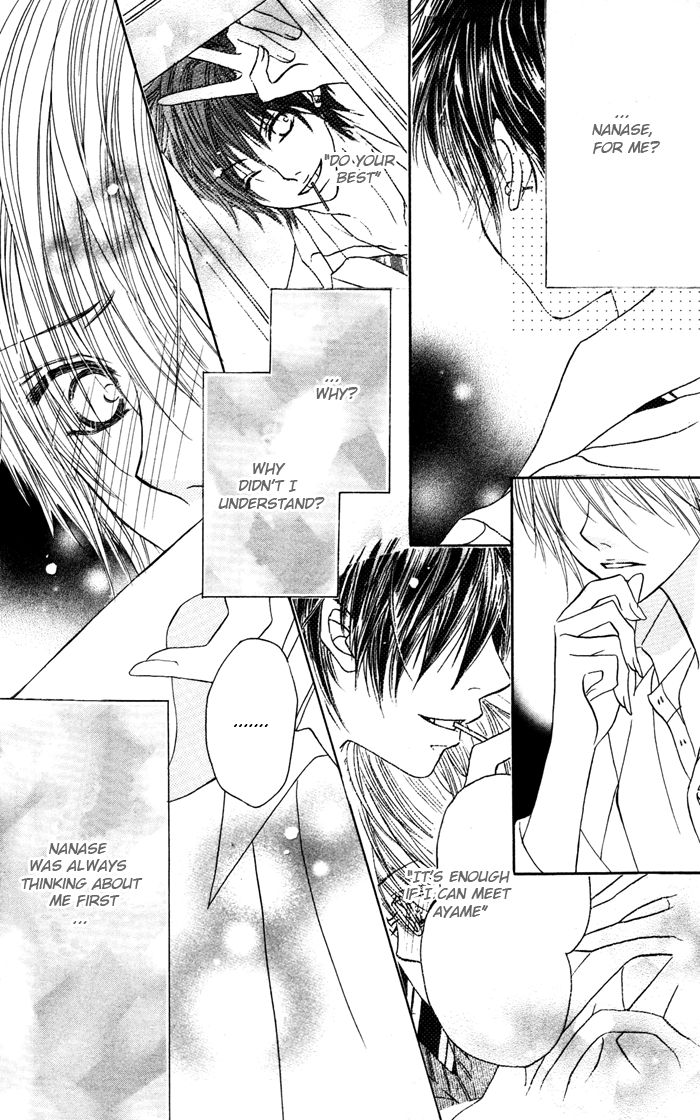 ...
NANASE,
FOR ME?
"DO YOUR
BEST"
...
WHY?
WHY
DIDN'T I
UNDERSTAND?
"IT'S ENOUGH
IF I CAN MEET
AYAME"
........
NANASE
WAS ALWAYS
THINKING ABOUT
ME FIRST
...